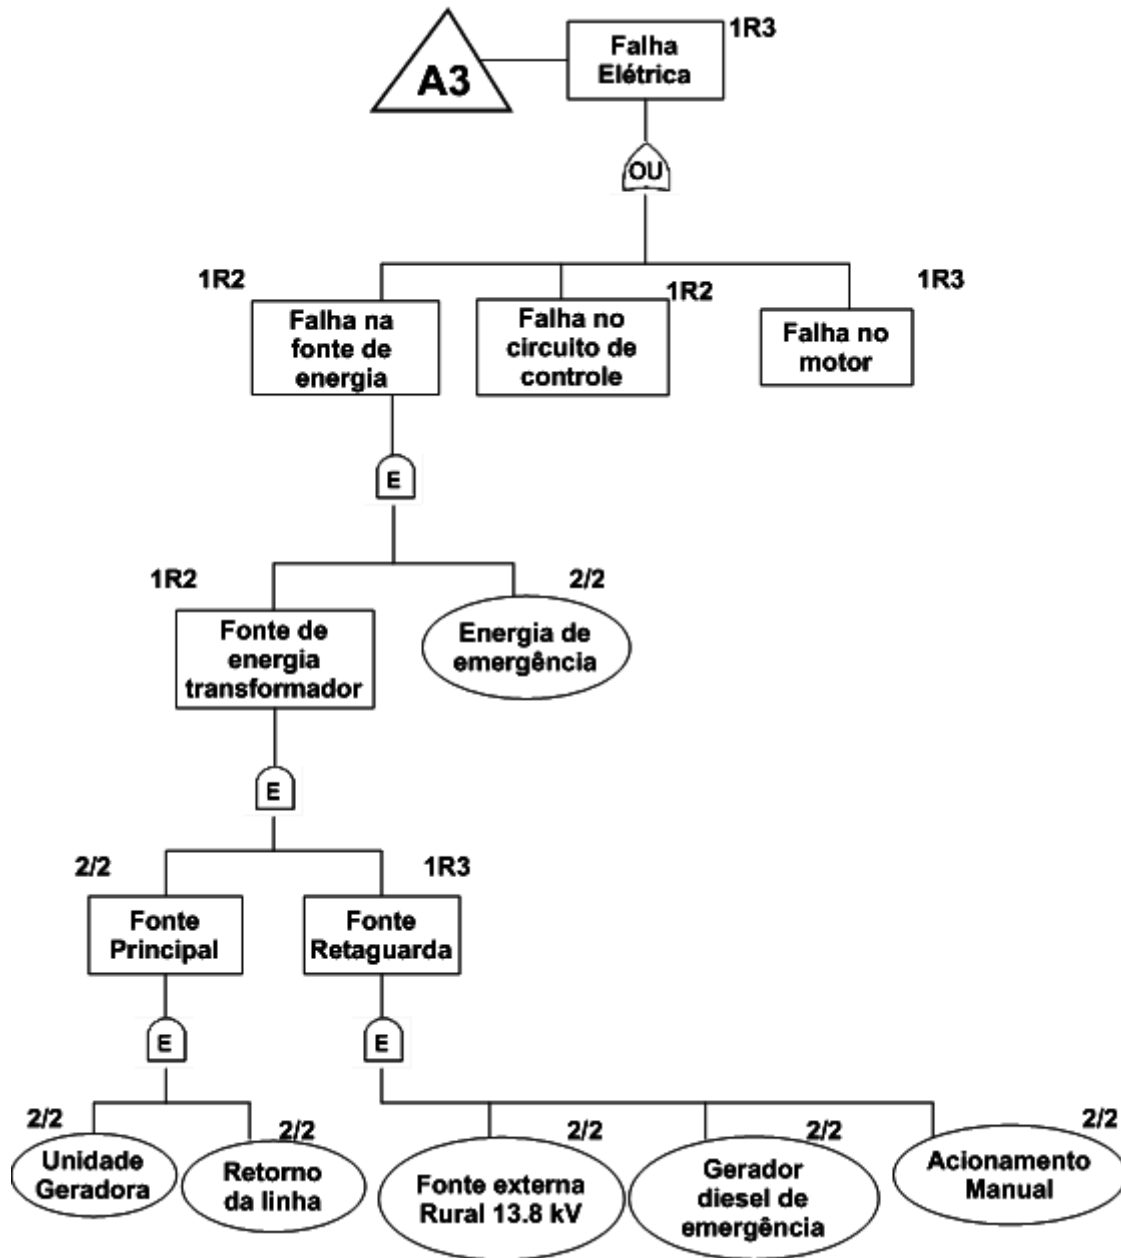 1R3
Falha
Elétrica
A3
OU
1R2
Falha na
fonte de
energia
1R2
Falha no
circuito de
controle
1R3
Falha no
motor
E
1R2
Fonte de
energia
transformador
2/2
Energia de
emergência
E
2/2
Fonte
Principal
1R3
Fonte
Retaguarda
E
E
2/2
Unidade
Geradora
2/2
Retorno
da linha
2/2
Fonte externa
Rural 13.8 kV
2/2
Gerador
diesel de
emergência
2/2
Acionamento
Manual